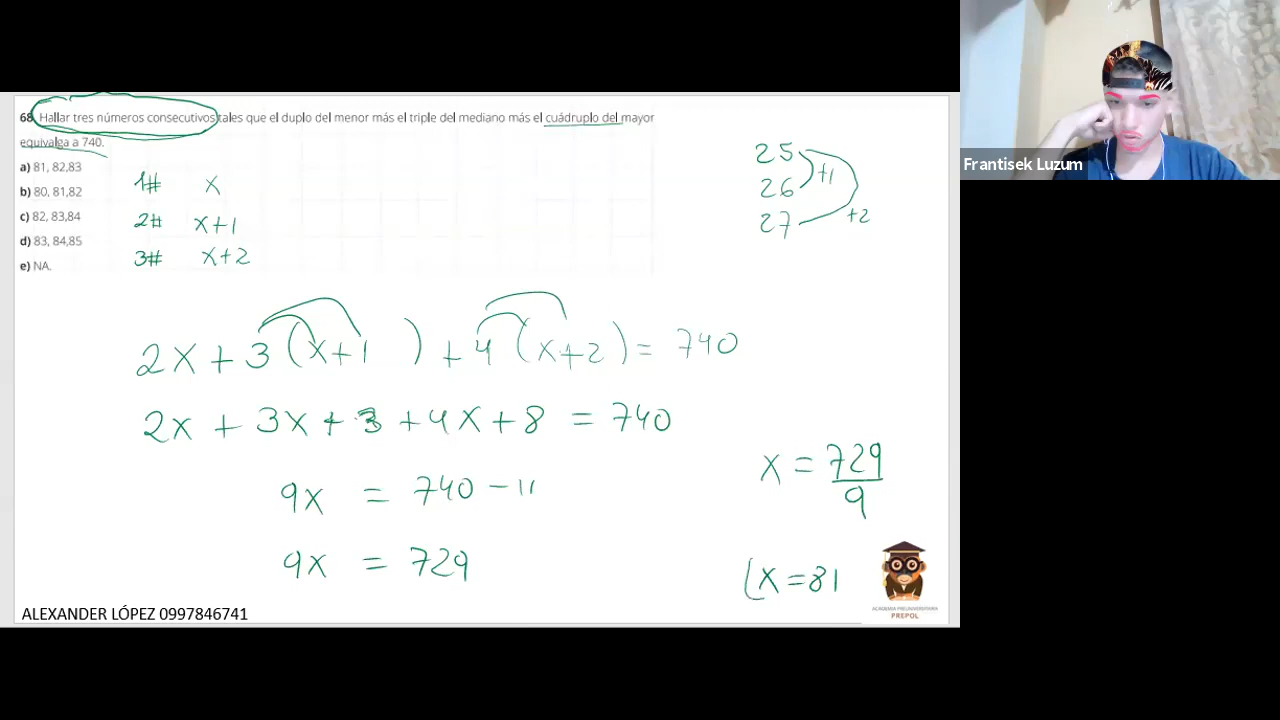 68. Hallar tres números consecutivos tales que el duplo del menor más el triple del mediano más el cuádruplo del mayor
equivalga a 740.
a) 81, 82,83
b) 80, 81,82
c) 82, 83,84
d) 83, 84,85
e) NA.
1# x
2# x+1
3# x+2
25
26 +1
27 +2
2x + 3 (x+1 ) + 4 (x+2) = 740
2x + 3x + 3 + 4x + 8 = 740
9x = 740 - 11
9x = 729
x = 729
9
x = 81
ACADEMIA PREUNIVERSITARIA
PREPOL
ALEXANDER LÓPEZ 0997846741
Frantisek Luzum